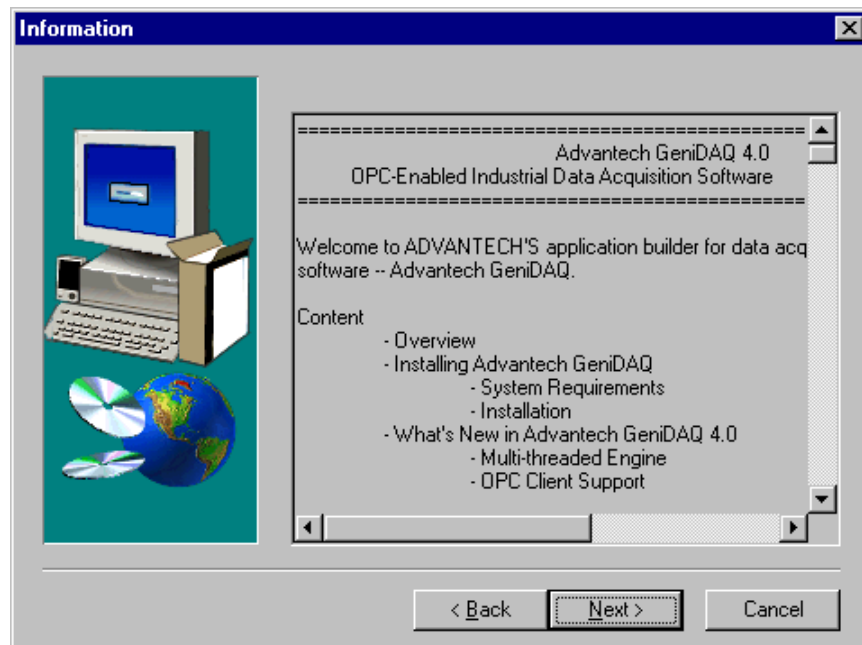 Information
==================================================
Advantech GeniDAQ 4.0
OPC-Enabled Industrial Data Acquisition Software
==================================================
Welcome to ADVANTECH'S application builder for data acq
software -- Advantech GeniDAQ.
Content
- Overview
- Installing Advantech GeniDAQ
- System Requirements
- Installation
- What's New in Advantech GeniDAQ 4.0
- Multi-threaded Engine
- OPC Client Support
< Back
Next >
Cancel